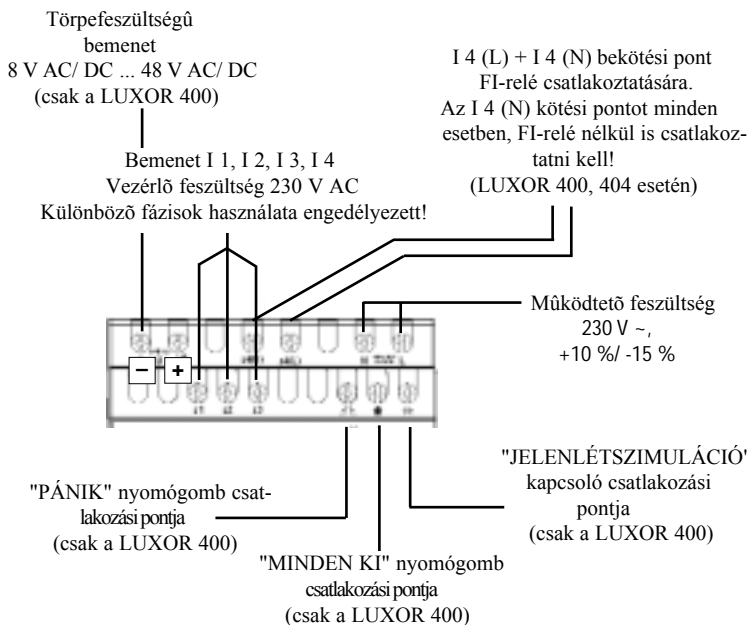 Törpefeszültségû
bemenet
8 V AC/ DC ... 48 V AC/ DC
(csak a LUXOR 400)
I 4 (L) + I 4 (N) bekötési pont
FI-relé csatlakoztatására.
Az I 4 (N) kötési pontot minden
esetben, FI-relé nélkül is csatlakoz-
tatni kell!
(LUXOR 400, 404 esetén)
Bemenet I 1, I 2, I 3, I 4
Vezérlõ feszültség 230 V AC
Különbözõ fázisok használata engedélyezett!
Mûködtetõ feszültség
230 V ~,
+10 %/ -15 %
N L
− +
"JELENLÉTSZIMULÁCIÓ'
kapcsoló csatlakozási
pontja
(csak a LUXOR 400)
"PÁNIK" nyomógomb csat-
lakozási pontja
(csak a LUXOR 400)
"MINDEN KI" nyomógomb
csatlakozási pontja
(csak a LUXOR 400)